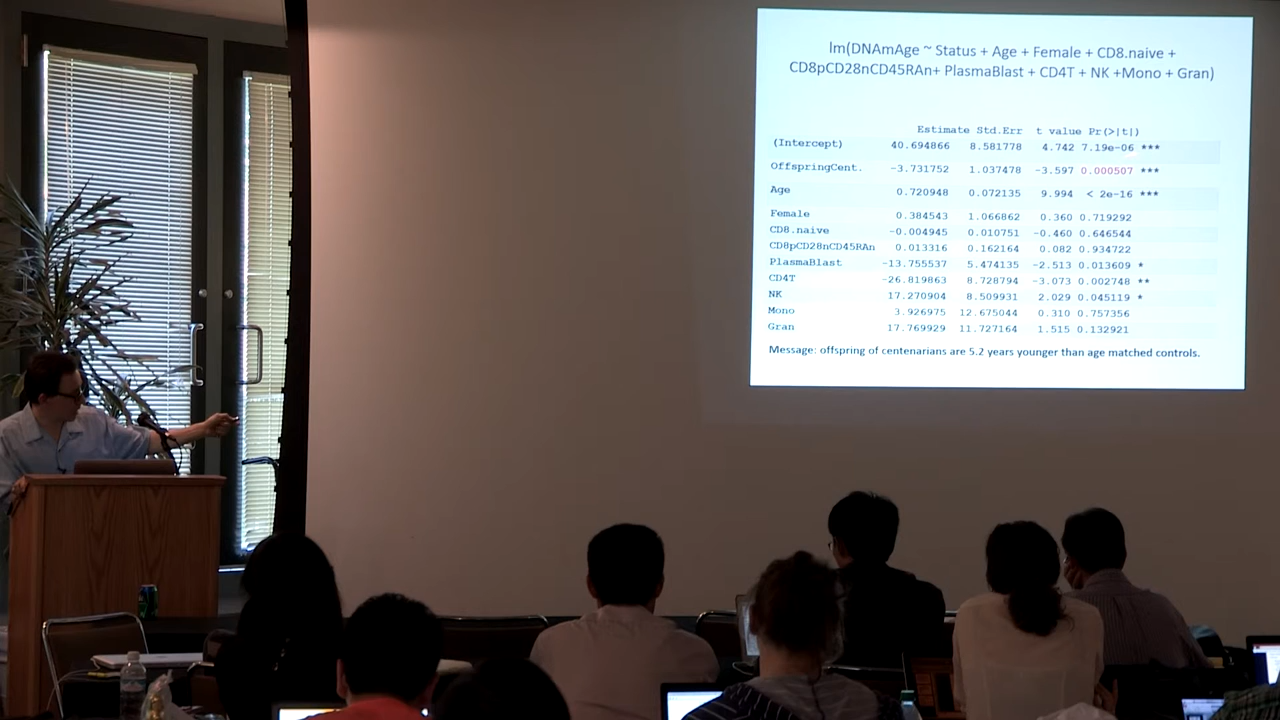 lm(DNAmAge ~ Status + Age + Female + CD8.naive +
CD8pCD28nCD45RAn+ PlasmaBlast + CD4T + NK +Mono + Gran)
Estimate Std.Err t value Pr(>|t|)
(Intercept) 40.694866 8.581778 4.742 7.19e-06 ***
OffspringCent. -3.731752 1.037478 -3.597 0.000507 ***
Age 0.720948 0.072135 9.994 < 2e-16 ***
Female 0.384543 1.066862 0.360 0.719292
CD8.naive -0.004945 0.010751 -0.460 0.646544
CD8pCD28nCD45RAn 0.013316 0.162164 0.082 0.934722
PlasmaBlast -13.755537 5.474135 -2.513 0.013609 *
CD4T -26.819863 8.728794 -3.073 0.002748 **
NK 17.270904 8.509931 2.029 0.045119 *
Mono 3.926975 12.675044 0.310 0.757356
Gran 17.769929 11.727164 1.515 0.132921
Message: offspring of centenarians are 5.2 years younger than age matched controls.